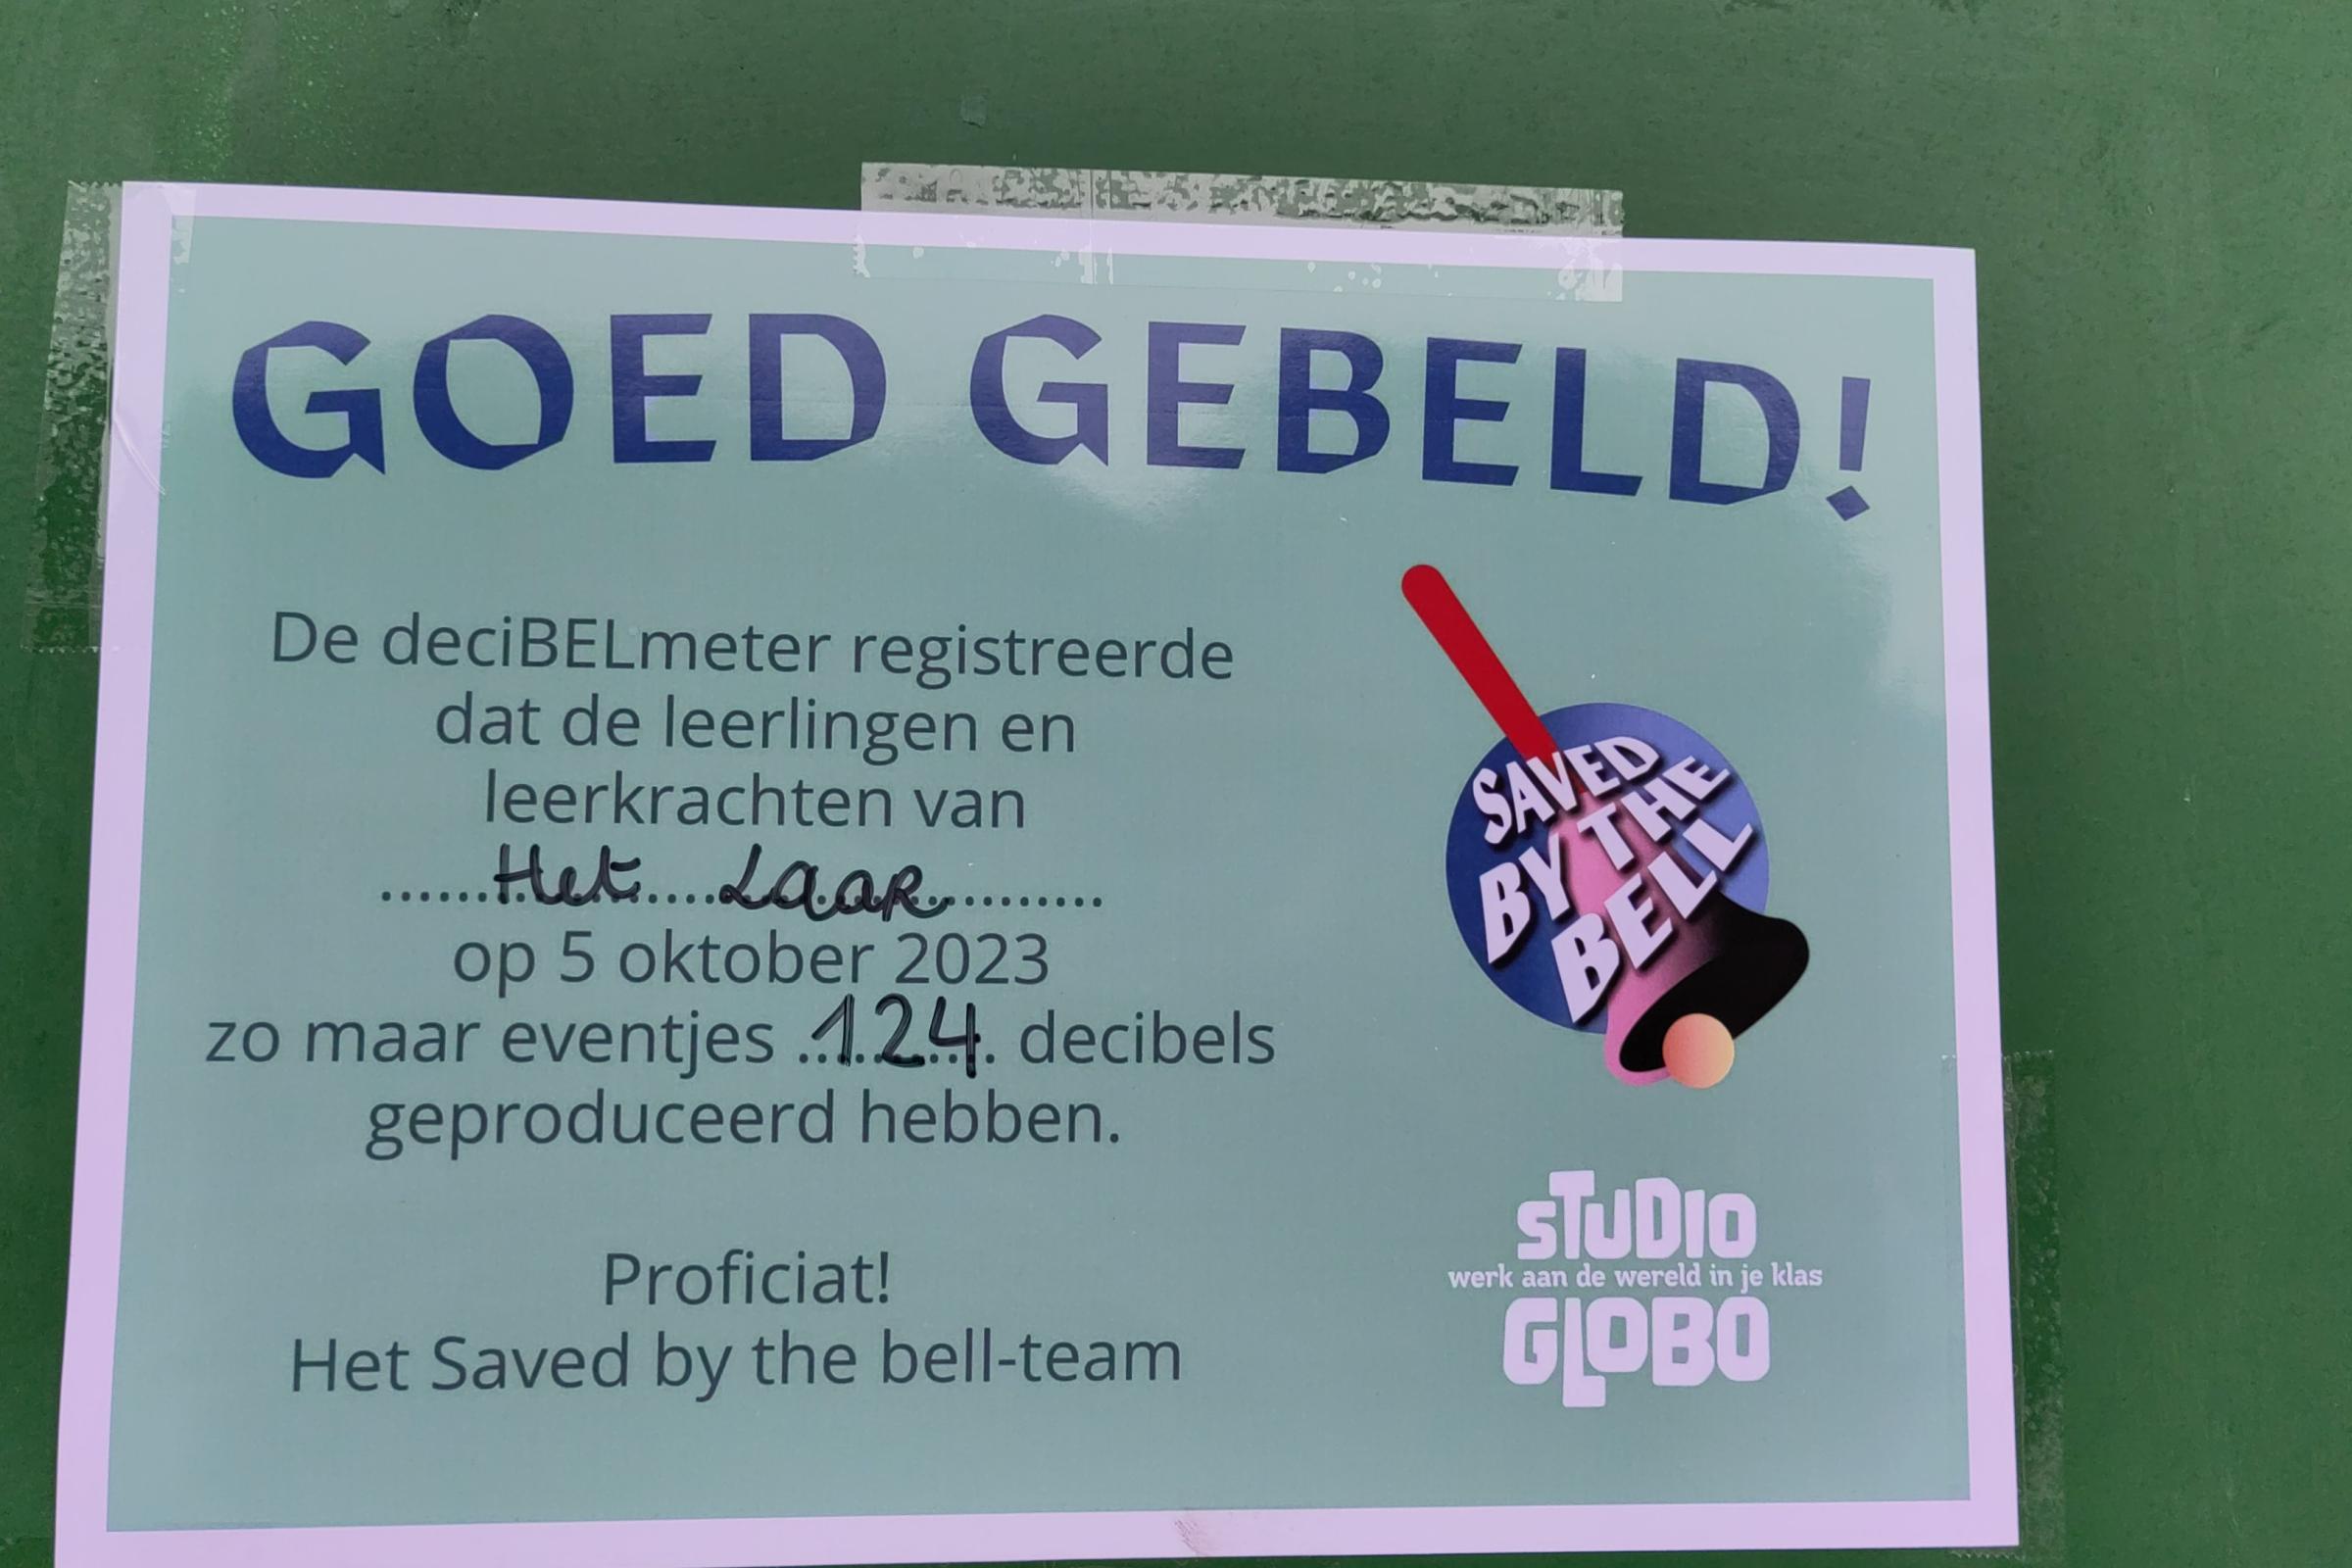 GOED GEBELD!
De deciBELmeter registreerde
dat de leerlingen en
leerkrachten van
......Het....Laar............
op 5 oktober 2023
zo maar eventjes ...124.. decibels
geproduceerd hebben.
Proficiat!
Het Saved by the bell-team
SAVED
BY THE
BELL
STUDIO
werk aan de wereld in je klas
GLOBO